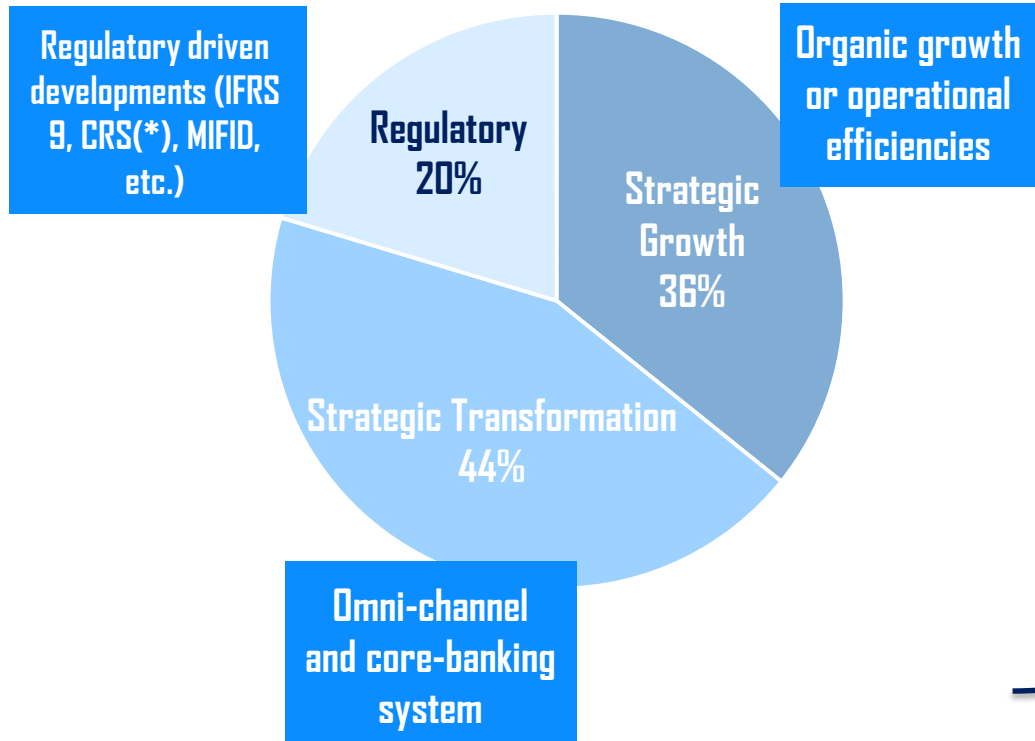 Regulatory driven
developments (IFRS
9, CRS(*), MIFID,
etc.)
Organic growth
or operational
efficiencies
Regulatory
20%
Strategic
Growth
36%
Strategic Transformation
44%
Omni-channel
and core-banking
system